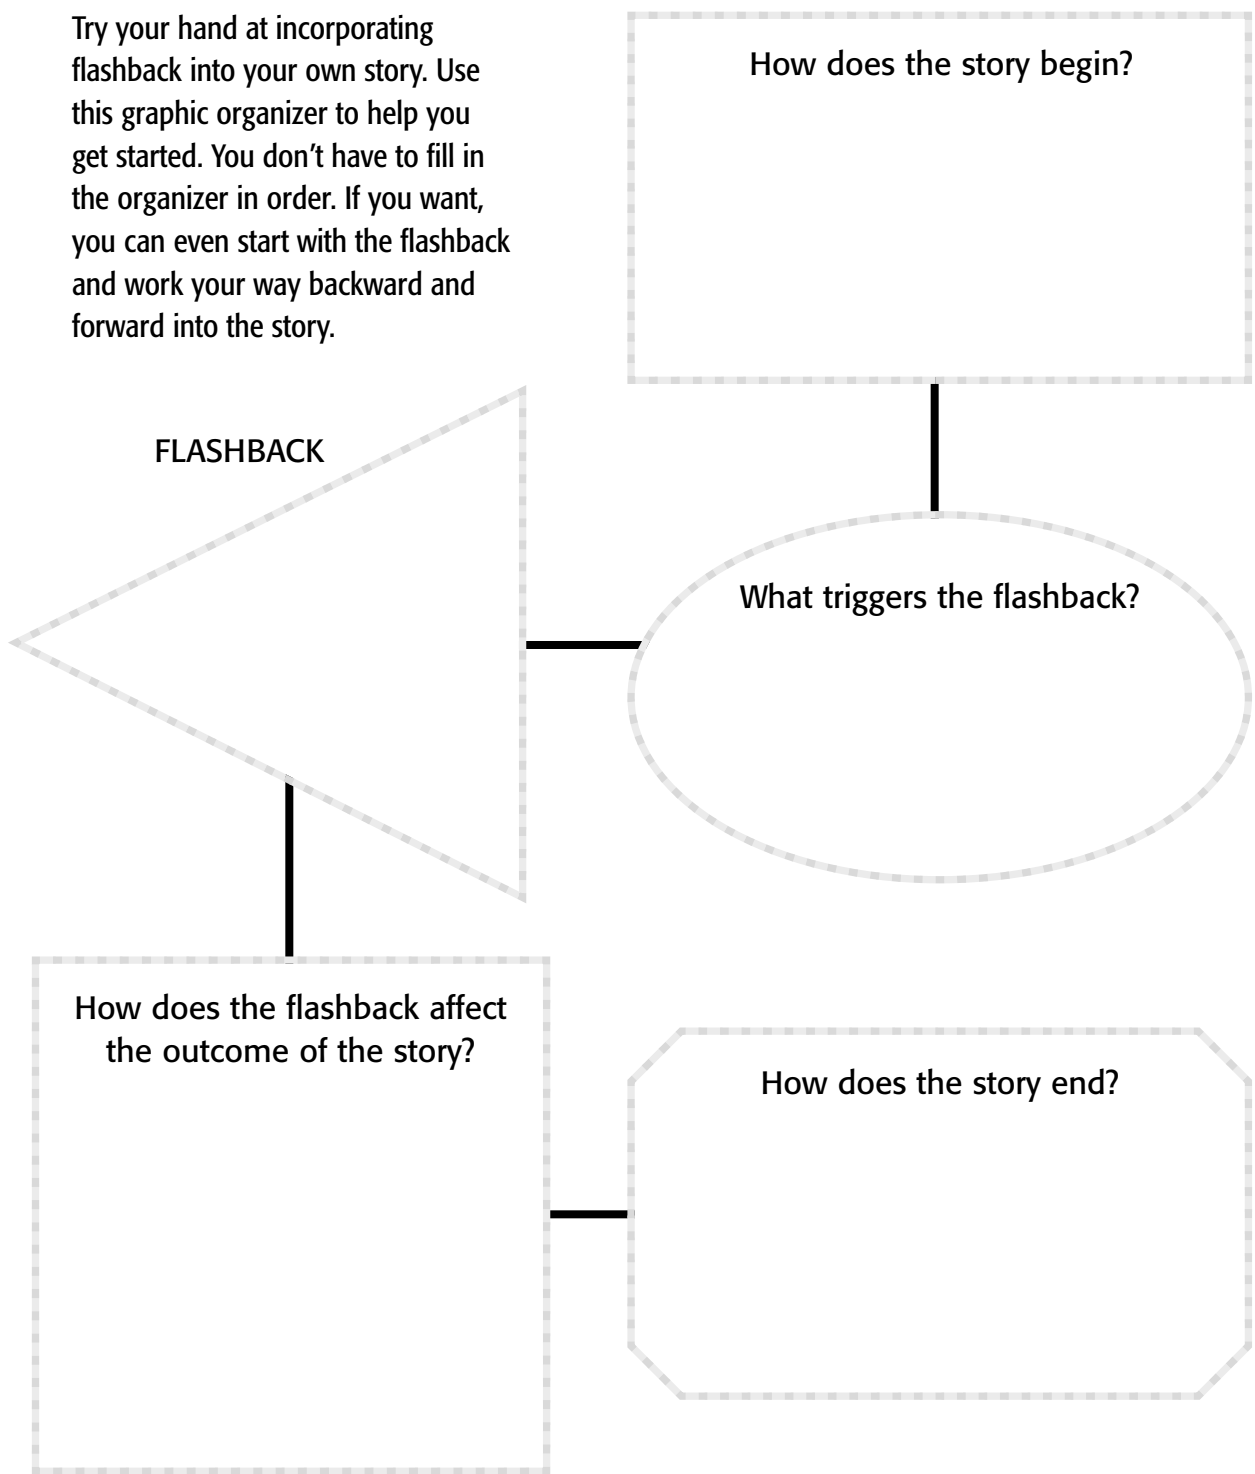 Try your hand at incorporating
flashback into your own story. Use
this graphic organizer to help you
get started. You don’t have to fill in
the organizer in order. If you want,
you can even start with the flashback
and work your way backward and
forward into the story.
How does the story begin?
What triggers the flashback?
FLASHBACK
How does the flashback affect
the outcome of the story?
How does the story end?